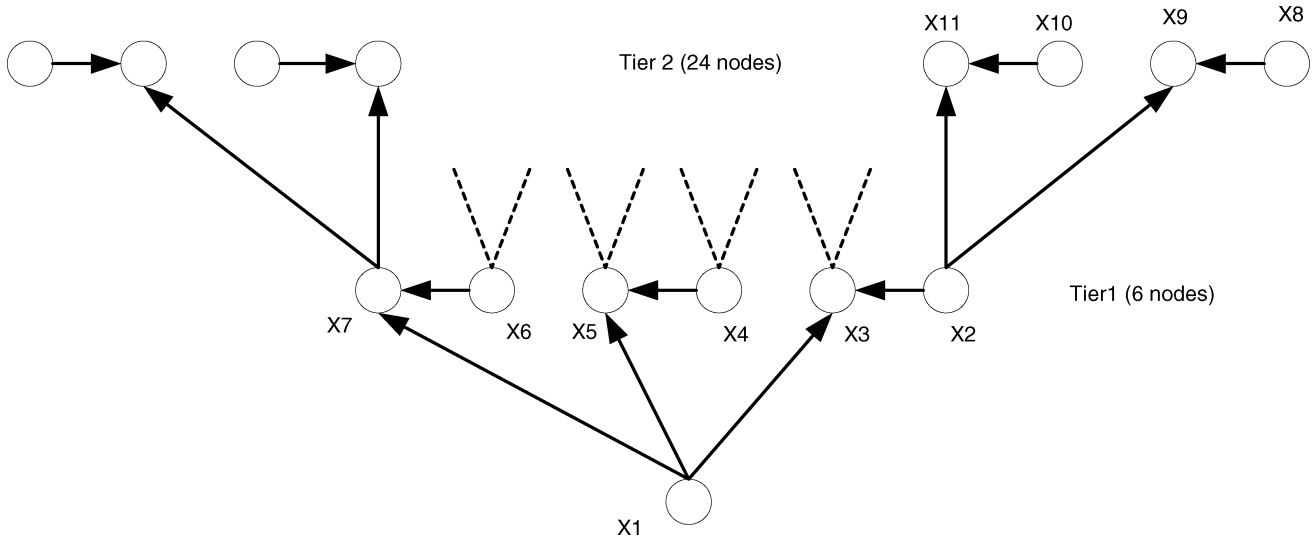 X11
X10
X9
X8
Tier 2 (24 nodes)
Tier1 (6 nodes)
X7
X6
X5
X4
X3
X2
X1